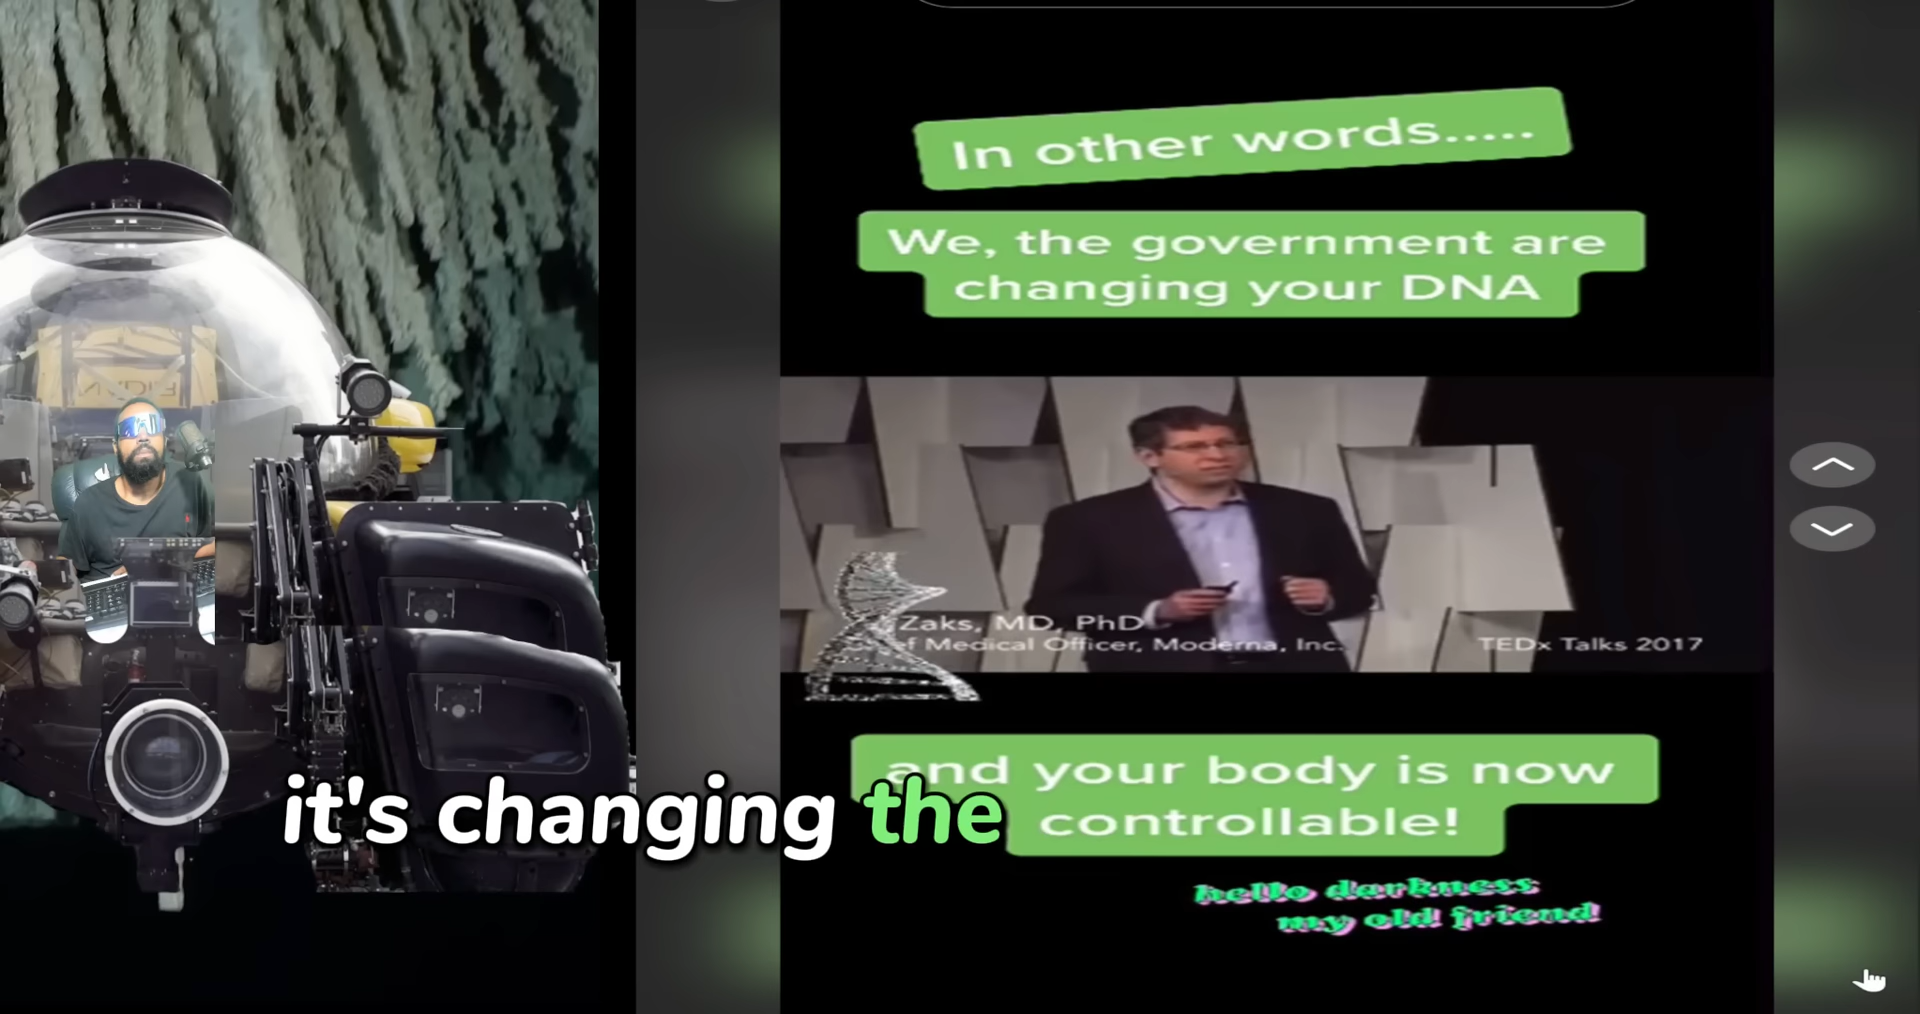 In other words.....
We, the government are
changing your DNA
Zaks, MD, PhD
f Medical Officer, Moderna, Inc.
TEDx Talks 2017
and your body is now
controllable!
it's changing the
hello darkness
my old friend